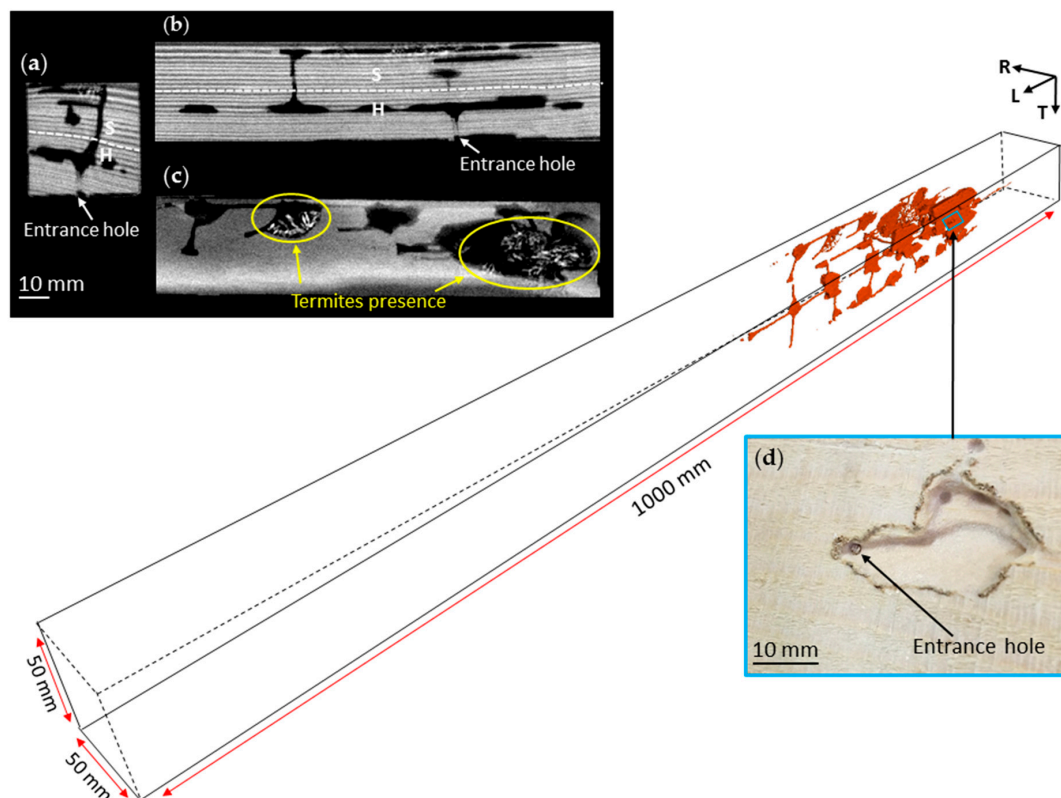 (a)
S
H
Entrance hole
10 mm
(b)
S
H
Entrance hole
(c)
Termites presence
R
L
T
1000 mm
50 mm
50 mm
(d)
Entrance hole
10 mm